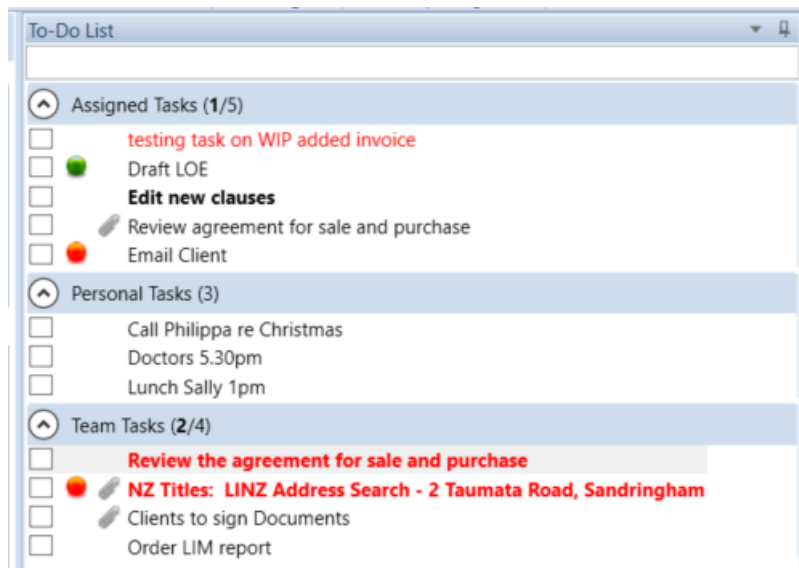 To-Do List
Assigned Tasks (1/5)
testing task on WIP added invoice
Draft LOE
Edit new clauses
Review agreement for sale and purchase
Email Client
Personal Tasks (3)
Call Philippa re Christmas
Doctors 5.30pm
Lunch Sally 1pm
Team Tasks (2/4)
Review the agreement for sale and purchase
NZ Titles:  LINZ Address Search - 2 Taumata Road, Sandringham
Clients to sign Documents
Order LIM report